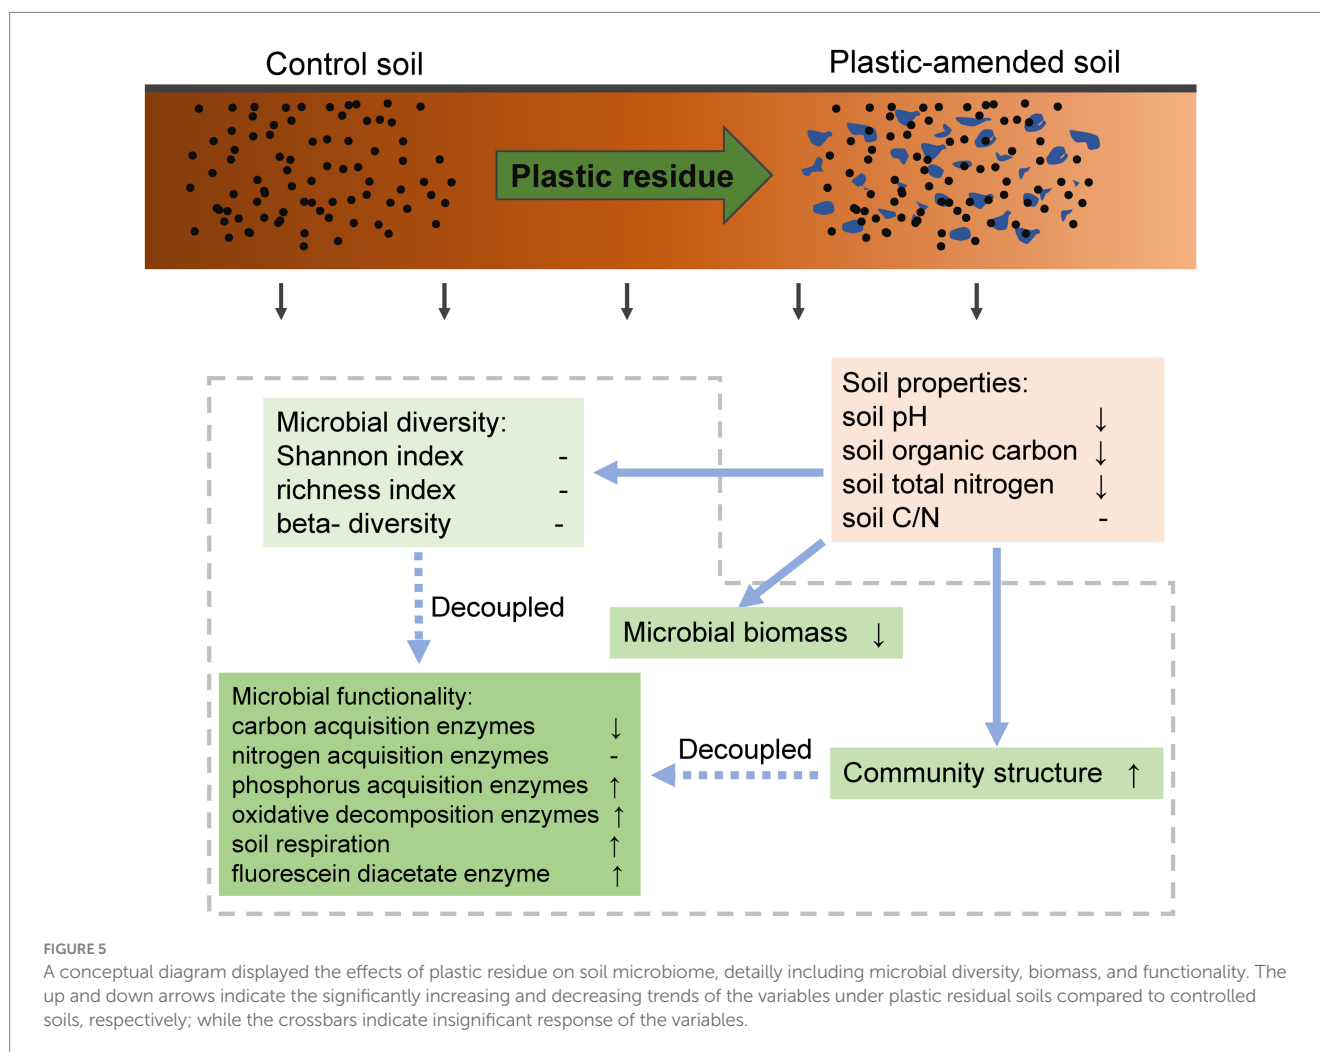 Control soil
Plastic-amended soil
Plastic residue
Soil properties:
soil pH ↓
soil organic carbon ↓
soil total nitrogen ↓
soil C/N -
Microbial diversity:
Shannon index -
richness index -
beta- diversity -
Decoupled
Microbial biomass ↓
Microbial functionality:
carbon acquisition enzymes ↓
nitrogen acquisition enzymes -
phosphorus acquisition enzymes ↑
oxidative decomposition enzymes ↑
soil respiration ↑
fluorescein diacetate enzyme ↑
Decoupled
Community structure ↑
FIGURE 5
A conceptual diagram displayed the effects of plastic residue on soil microbiome, detailly including microbial diversity, biomass, and functionality. The
up and down arrows indicate the significantly increasing and decreasing trends of the variables under plastic residual soils compared to controlled
soils, respectively; while the crossbars indicate insignificant response of the variables.